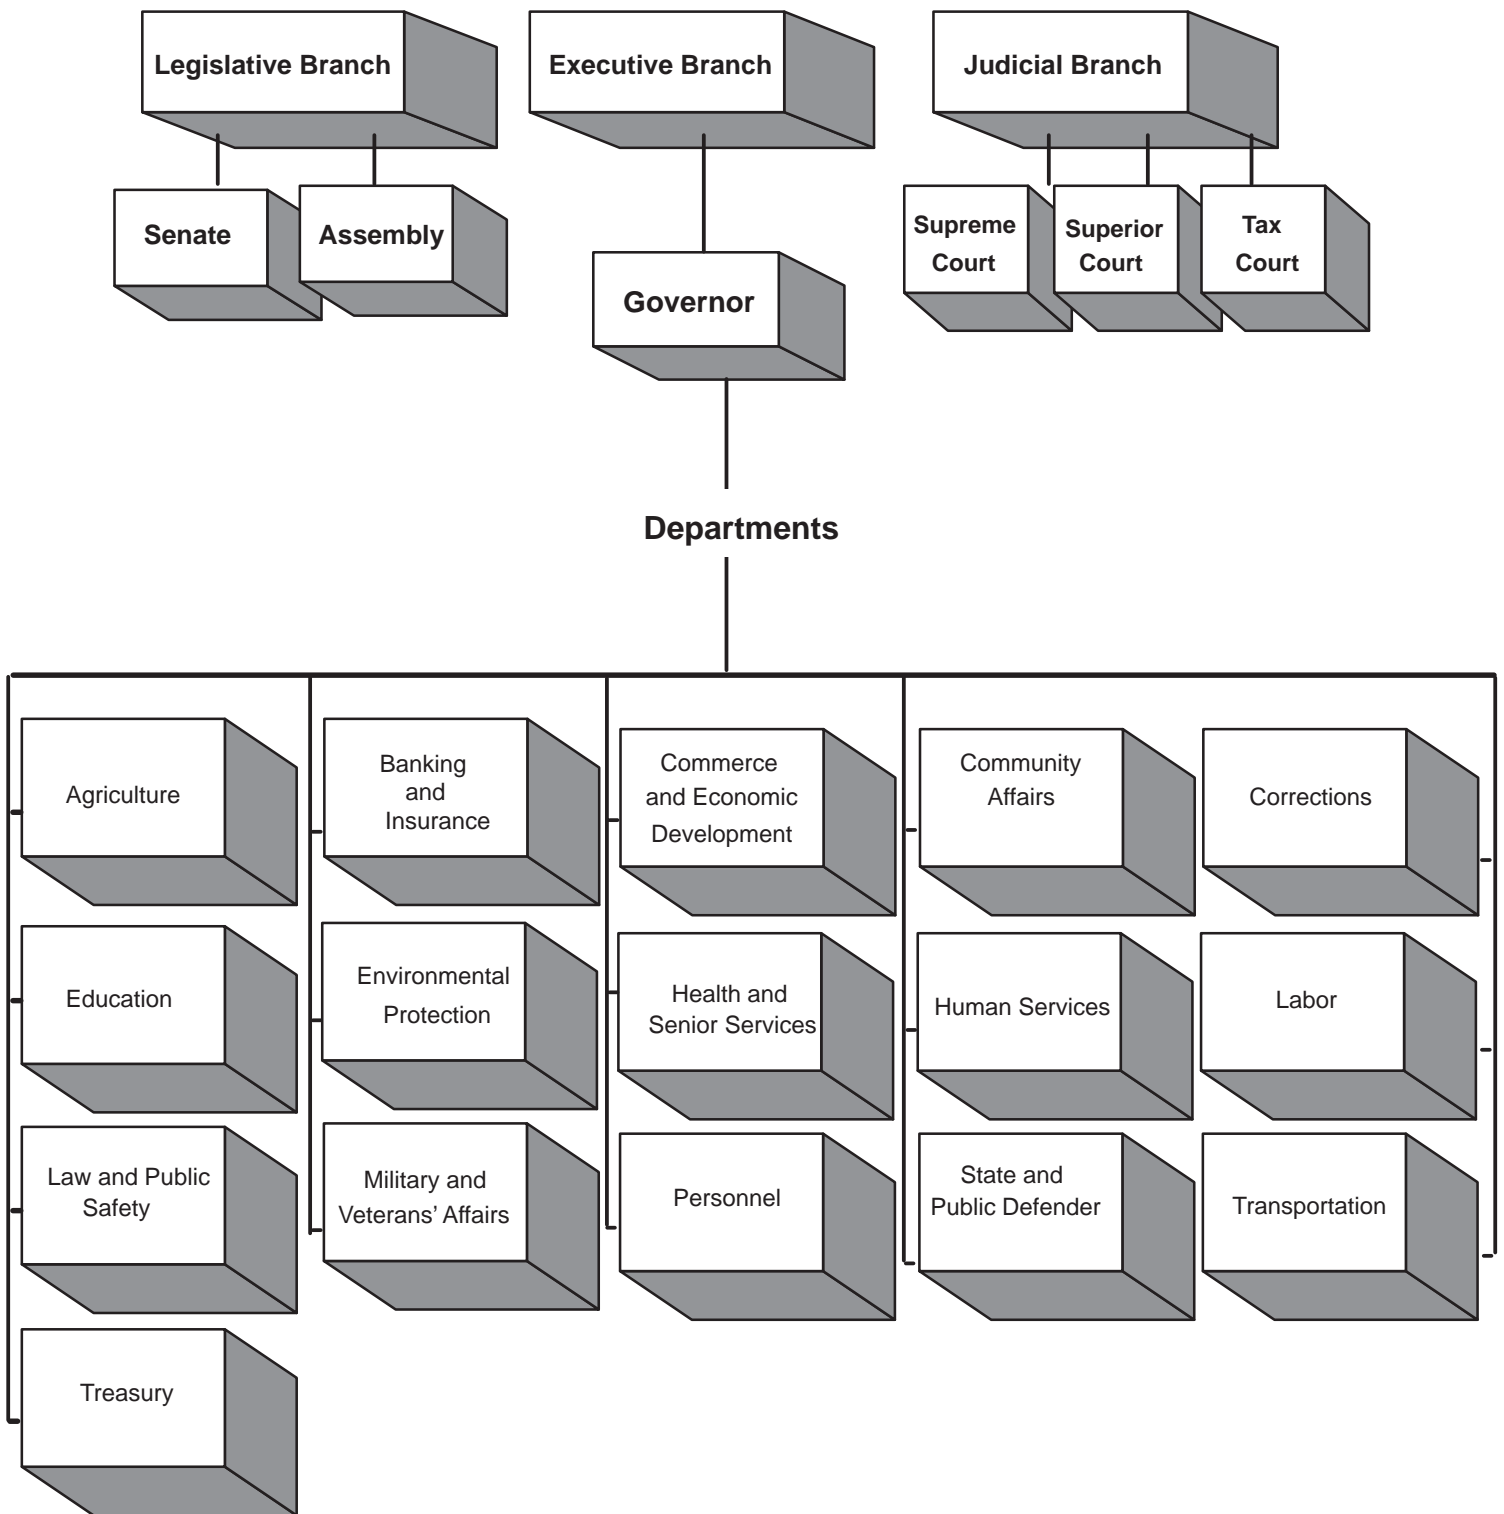 Legislative Branch
Executive Branch
Judicial Branch
Senate
Assembly
Governor
Supreme
Court
Superior
Court
Tax
Court
Departments
Agriculture
Banking
and
Insurance
Commerce
and Economic
Development
Community
Affairs
Corrections
Education
Environmental
Protection
Health and
Senior Services
Human Services
Labor
Law and Public
Safety
Military and
Veterans’ Affairs
Personnel
State and
Public Defender
Transportation
Treasury